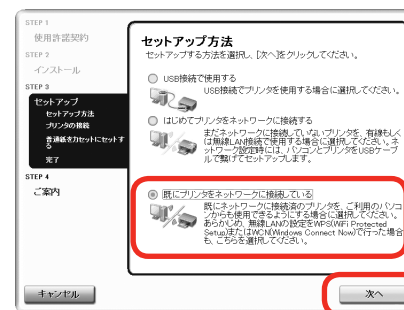 STEP 1
使用許諾契約
STEP 2
インストール
STEP 3
セットアップ
セットアップ方法
プリンタの接続
普通紙をカセットにセットす
る
完了
STEP 4
ご案内
セットアップ方法
セットアップする方法を選択し、[次へ]をクリックしてください。
USB接続で使用する
USB接続でプリンタを使用する場合に選択してください。
はじめてプリンタをネットワークに接続する
まだネットワークに接続していないプリンタを、有線もしく
は無線LAN接続で使用する場合に選択してください。ネ
ットワーク設定時には、パソコンとプリンタをUSBケーブ
ルで繋げてセットアップします。
既にプリンタをネットワークに接続している
既にネットワークに接続済のプリンタを、ご利用のパソコ
ンからも使用できるようにする場合に選択してください。
あらかじめ、無線LANの設定をWPS(WiFi Protected
Setup)またはWCN(Windows Connect Now)で行った場合
も、こちらを選択してください。
キャンセル
次へ